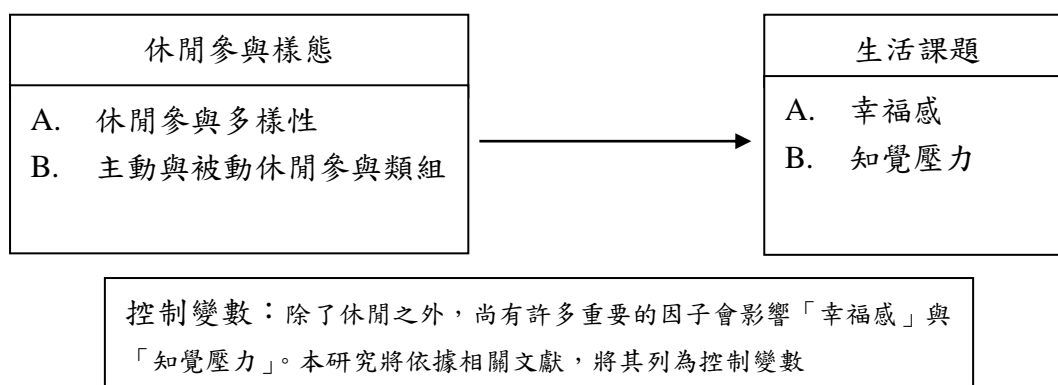 休閒參與樣態
A. 休閒參與多樣性
B. 主動與被動休閒參與類組
生活課題
A. 幸福感
B. 知覺壓力
控制變數：除了休閒之外，尚有許多重要的因子會影響「幸福感」與
「知覺壓力」。本研究將依據相關文獻，將其列為控制變數